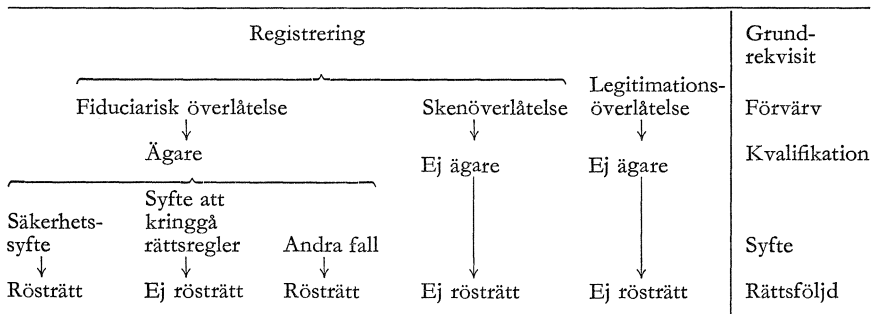 Registrering Grund-
rekvisit
Legitimations-
Fiduciarisk överlåtelse Skenöverlåtelse överlåtelse Förvärv
Ägare Ej ägare Ej ägare Kvalifikation
Syfte att
Säkerhets- kringgå
syfte rättsregler Andra fall Syfte
Rösträtt Ej rösträtt Rösträtt Ej rösträtt Ej rösträtt Rättsföljd